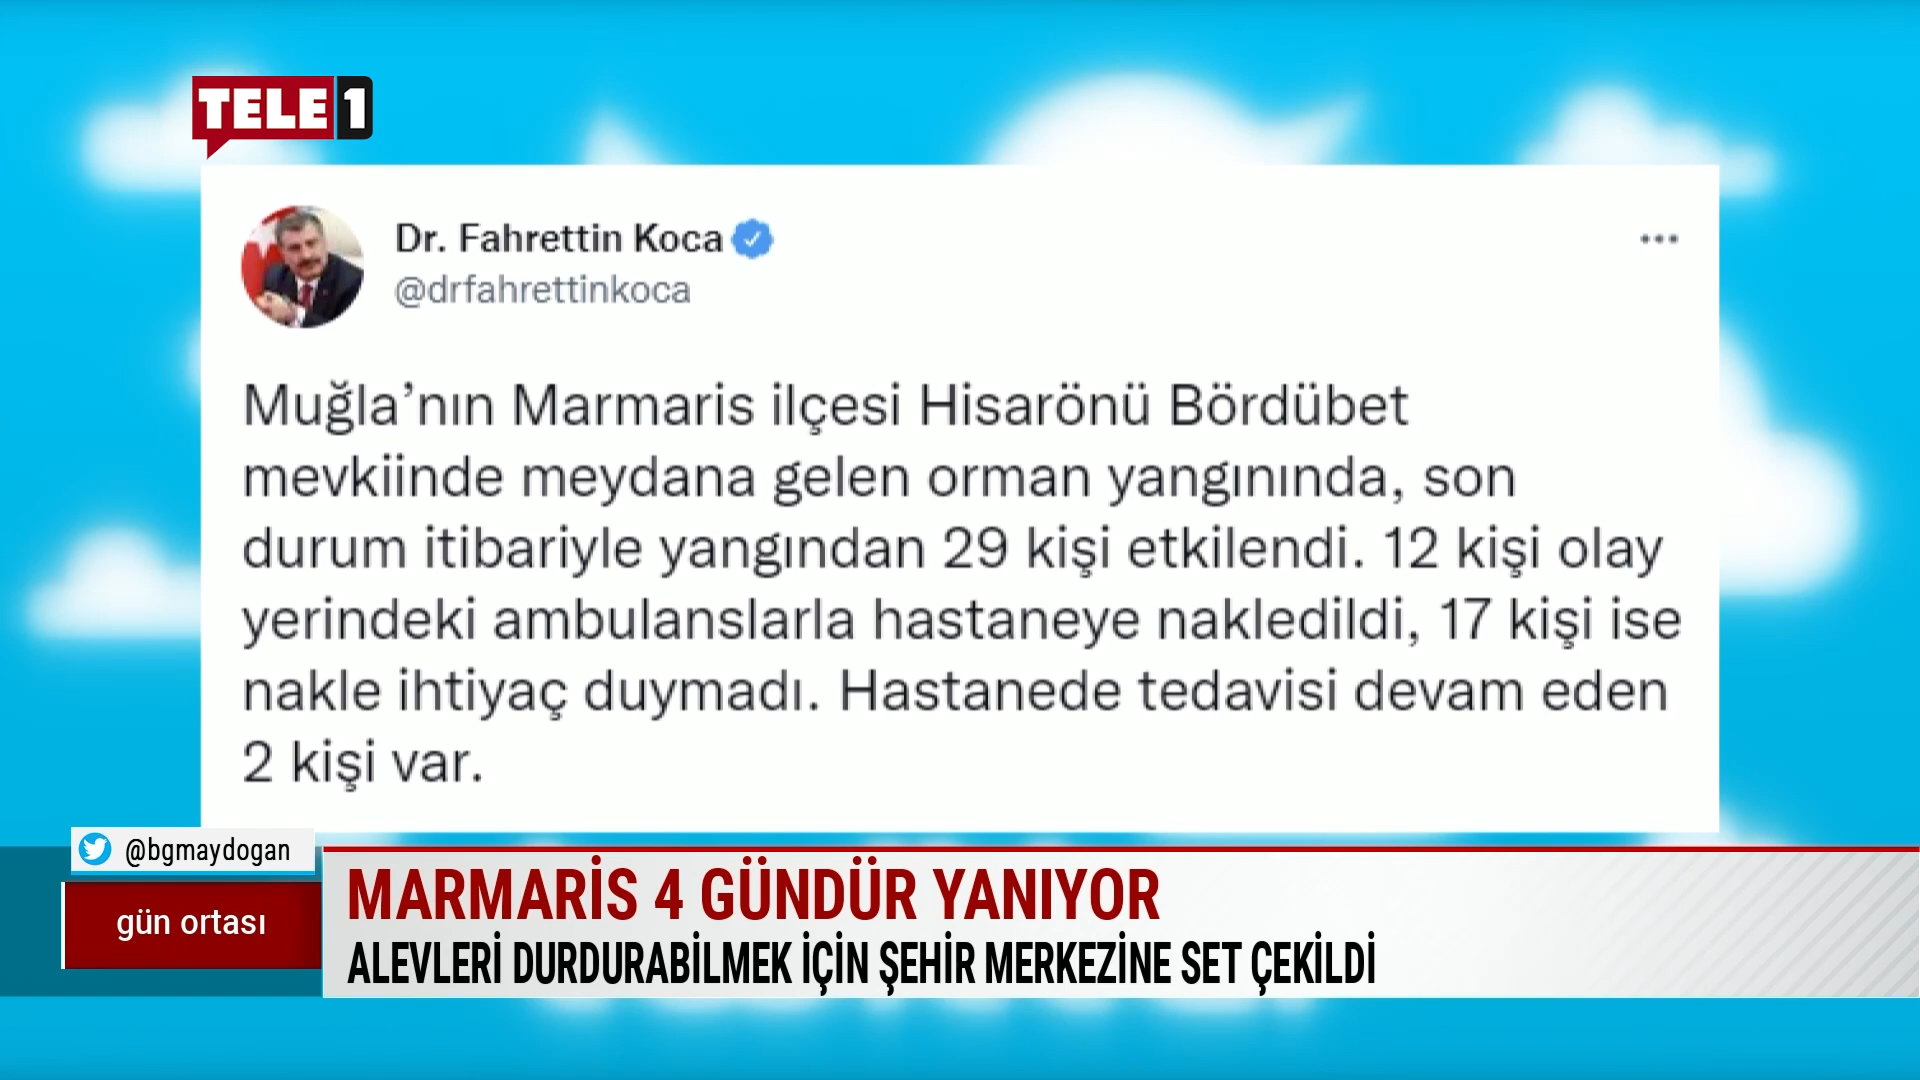 TELE 1
Dr. Fahrettin Koca
@drfahrettinkoca
Muğla’nın Marmaris ilçesi Hisarönü Bördübet
mevkiinde meydana gelen orman yangınında, son
durum itibariyle yangından 29 kişi etkilendi. 12 kişi olay
yerindeki ambulanslarla hastaneye nakledildi, 17 kişi ise
nakle ihtiyaç duymadı. Hastanede tedavisi devam eden
2 kişi var.
@bgmaydogan
gün ortası
MARMARİS 4 GÜNDÜR YANIYOR
ALEVLERİ DURDURABİLMEK İÇİN ŞEHİR MERKEZİNE SET ÇEKİLDİ